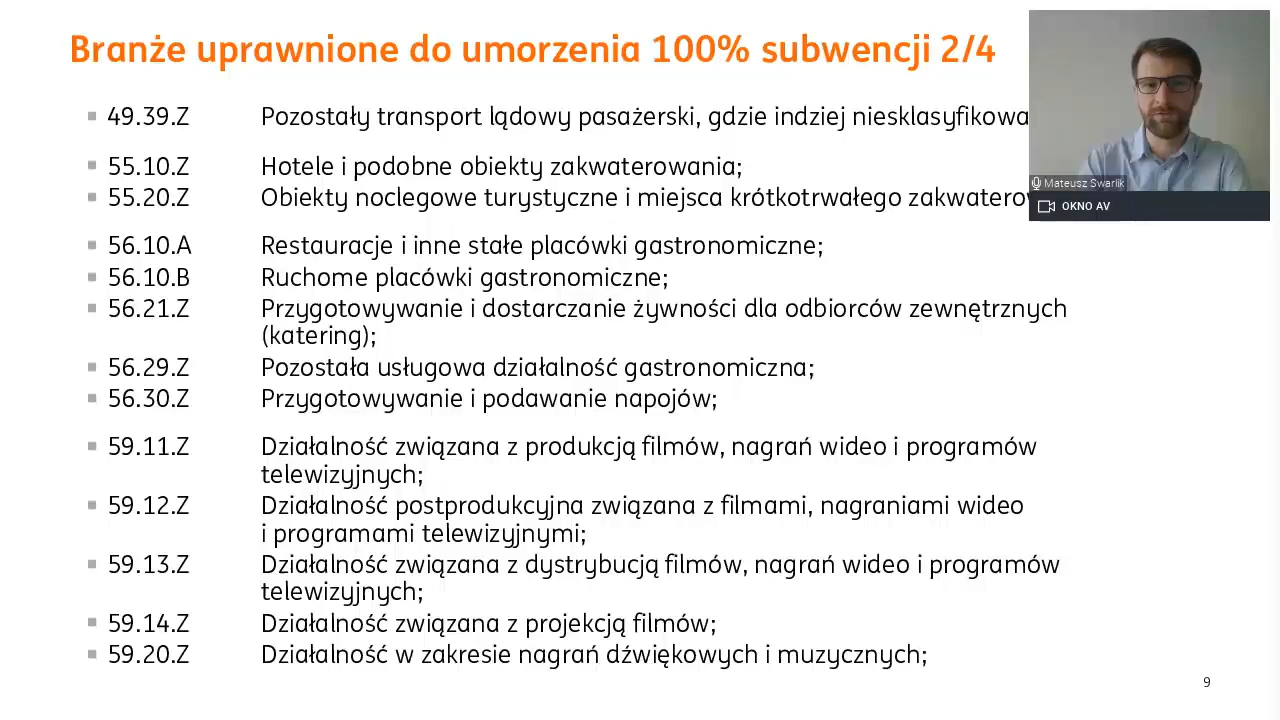 Branże uprawnione do umorzenia 100% subwencji 2/4
49.39.Z Pozostały transport lądowy pasażerski, gdzie indziej
55.10.Z Hotele i podobne obiekty zakwaterowania;
55.20.Z Obiekty noclegowe turystyczne i miejsca krótkotrwałego
56.10.A Restauracje i inne stałe placówki gastronomiczne;
56.10.B Ruchome placówki gastronomiczne;
56.21.Z Przygotowywanie i dostarczanie żywności dla odbiorców zewnętrznych
(katering);
56.29.Z Pozostała usługowa działalność gastronomiczna;
56.30.Z Przygotowywanie i podawanie napojów;
59.11.Z Działalność związana z produkcją filmów, nagrań wideo i programów
telewizyjnych;
59.12.Z Działalność postprodukcyjna związana z filmami, nagraniami wideo
i programami telewizyjnymi;
59.13.Z Działalność związana z dystrybucją filmów, nagrań wideo i programów
telewizyjnych;
59.14.Z Działalność związana z projekcją filmów;
59.20.Z Działalność w zakresie nagrań dźwiękowych i muzycznych;
Mateusz Swarlik
OKNO AV
9